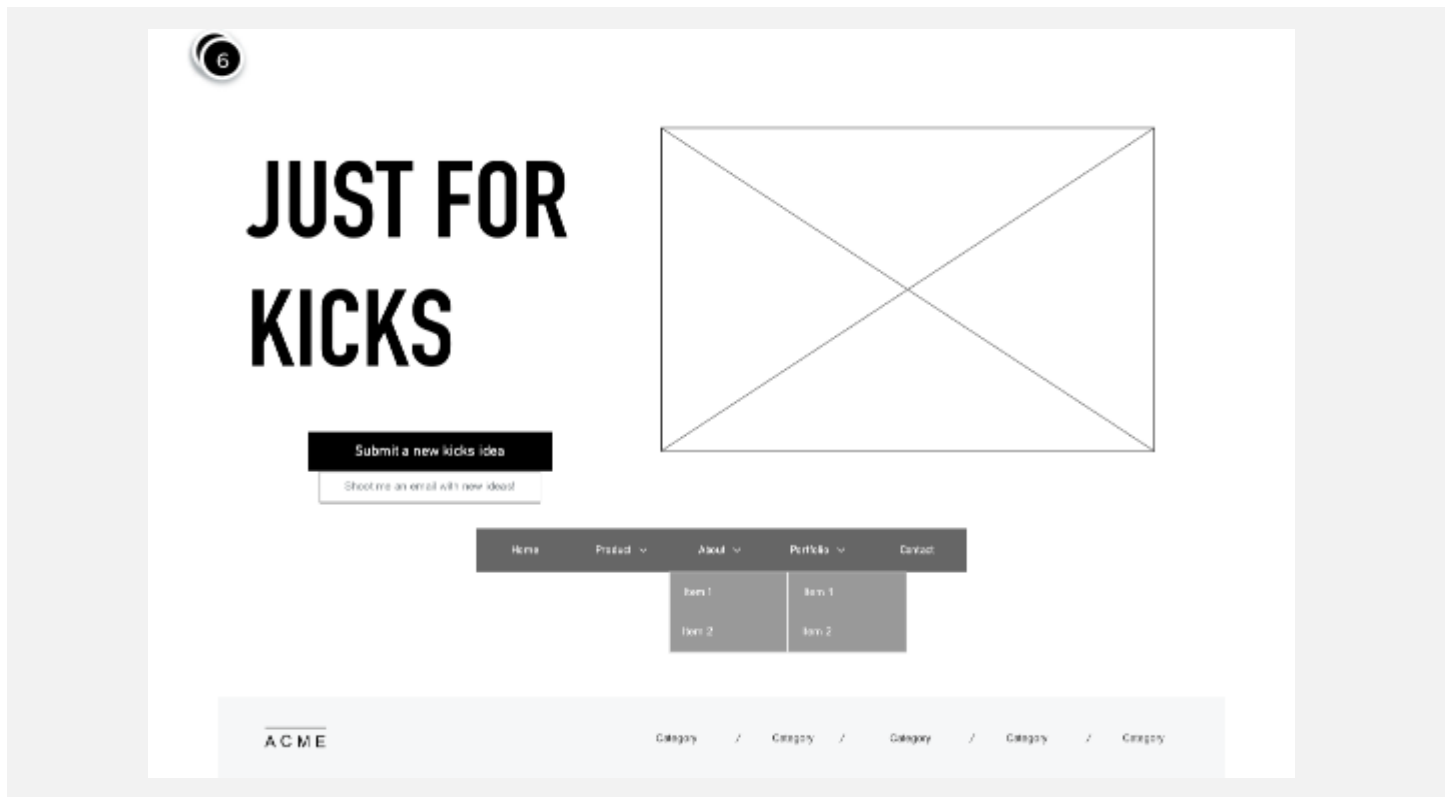 6
JUST FOR
KICKS
Submit a new kicks idea
Shoot me an email with new ideas!
Home Product About Portfolio Contact
Item 1 Item 1
Item 2 Item 2
ACME Category / Category / Category / Category / Category